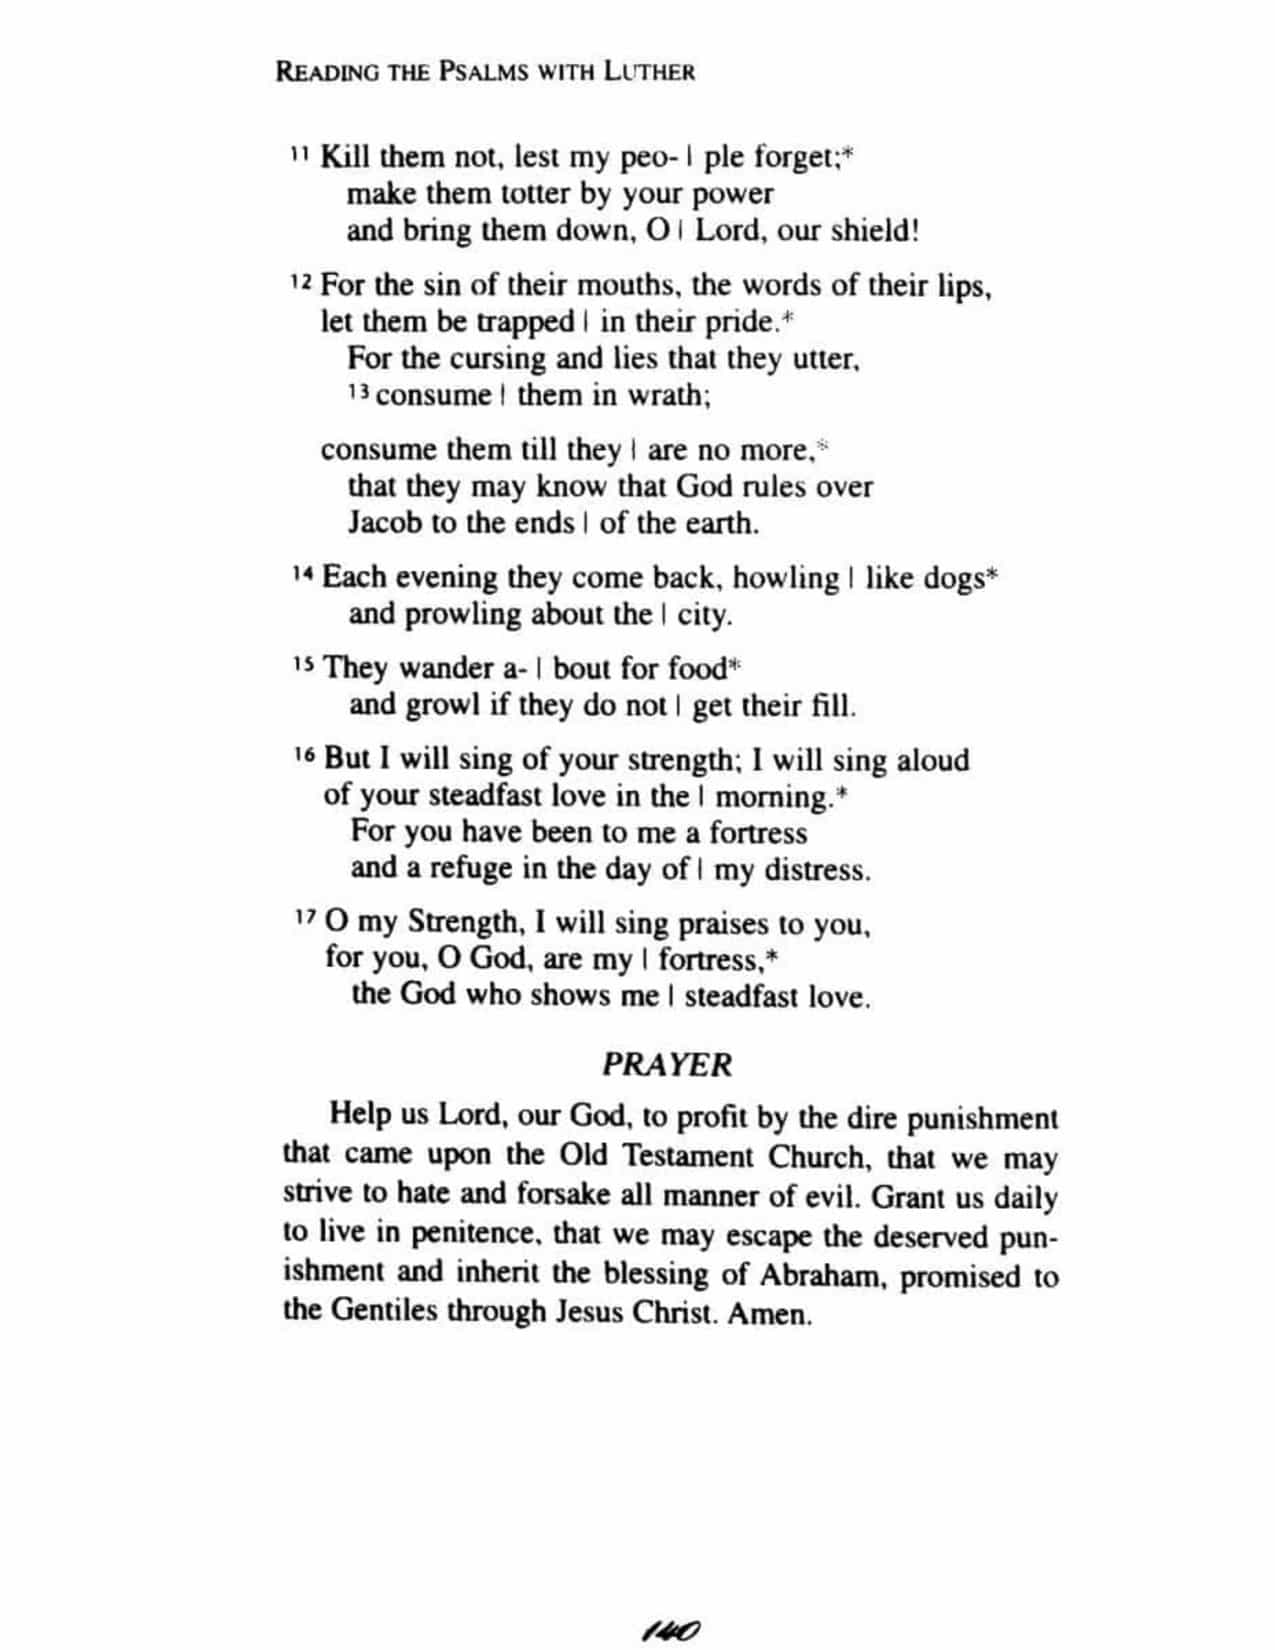 READING THE PSALMS WITH LUTHER
11 Kill them not, lest my peo- | ple forget;*
make them totter by your power
and bring them down, O | Lord, our shield!
12 For the sin of their mouths, the words of their lips,
let them be trapped | in their pride.*
For the cursing and lies that they utter,
13 consume | them in wrath;
consume them till they | are no more,*
that they may know that God rules over
Jacob to the ends | of the earth.
14 Each evening they come back, howling | like dogs*
and prowling about the | city.
15 They wander a- | bout for food*
and growl if they do not | get their fill.
16 But I will sing of your strength; I will sing aloud
of your steadfast love in the | morning.*
For you have been to me a fortress
and a refuge in the day of | my distress.
17 O my Strength, I will sing praises to you,
for you, O God, are my | fortress,*
the God who shows me | steadfast love.
PRAYER
Help us Lord, our God, to profit by the dire punishment
that came upon the Old Testament Church, that we may
strive to hate and forsake all manner of evil. Grant us daily
to live in penitence, that we may escape the deserved pun-
ishment and inherit the blessing of Abraham, promised to
the Gentiles through Jesus Christ. Amen.
140